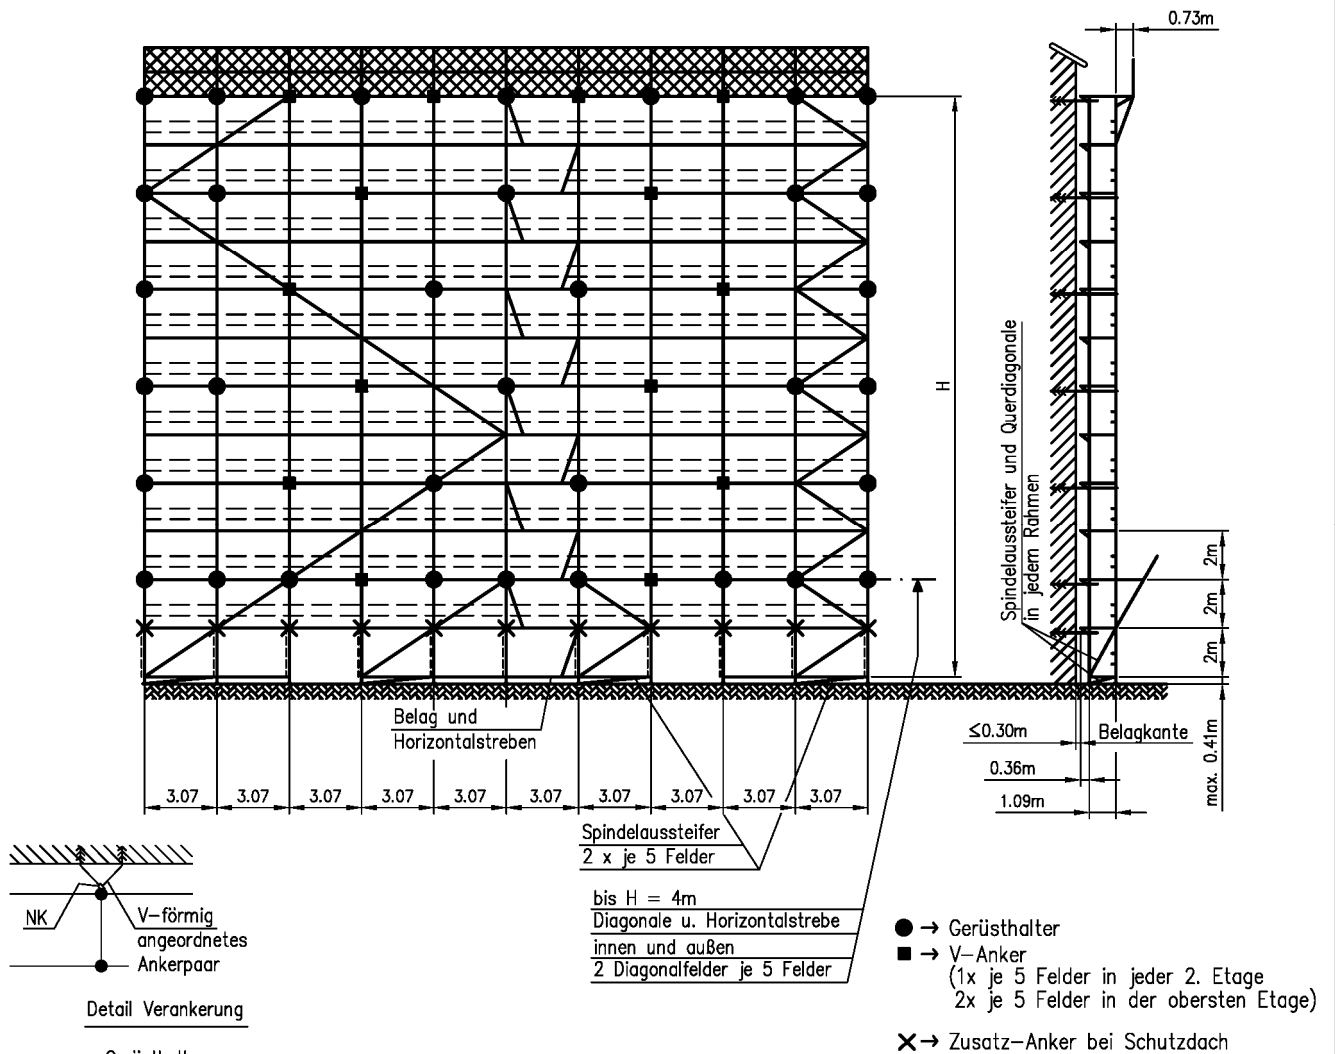 0.73m
H
Spindelaussteifer und Querdiagonale
in jedem Rahmen
2m
2m
2m
max. 0.41m
≤0.30m
Belagkante
0.36m
1.09m
Belag und
Horizontalstreben
3.07 3.07 3.07 3.07 3.07 3.07 3.07 3.07 3.07 3.07
Spindelaussteifer
2 x je 5 Felder
bis H = 4m
Diagonale u. Horizontalstrebe
innen und außen
2 Diagonalfelder je 5 Felder
NK
V-förmig
angeordnetes
Ankerpaar
Detail Verankerung
→ Gerüsthalter
→ V-Anker
(1x je 5 Felder in jeder 2. Etage
2x je 5 Felder in der obersten Etage)
→ Zusatz-Anker bei Schutzdach